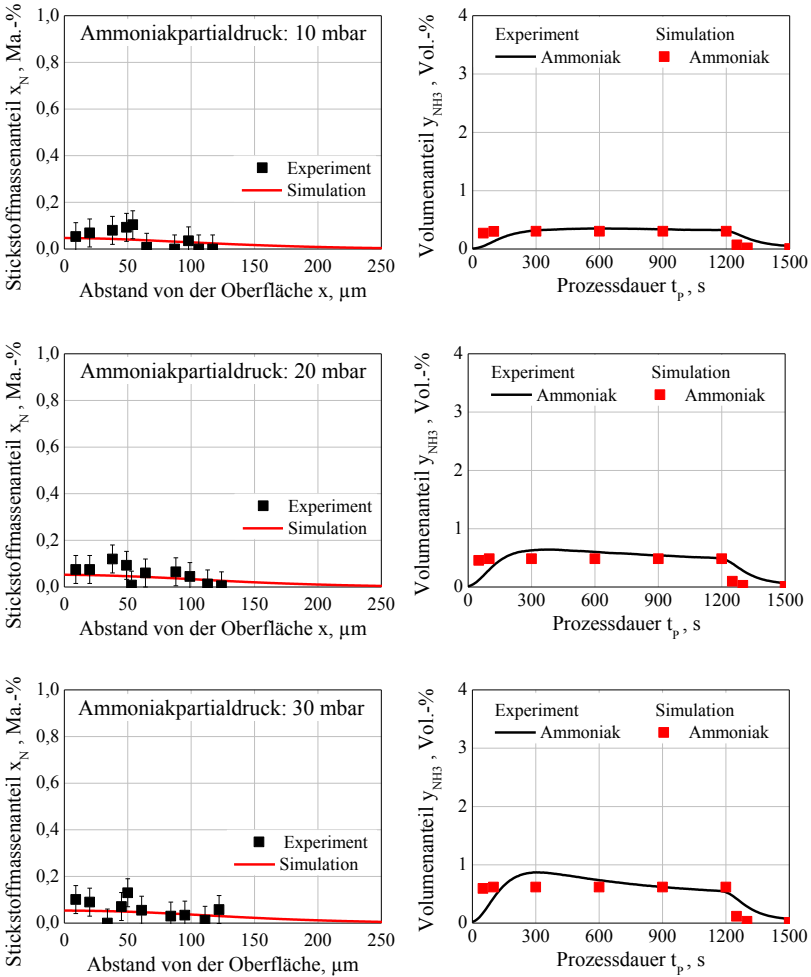 Stickstoffmassenanteil x_N , Ma.-%
1,0
0,8
0,6
0,4
0,2
0,0
Ammoniakpartialdruck: 10 mbar
Experiment
Simulation
0 50 100 150 200 250
Abstand von der Oberfläche x, µm
Volumenanteil y_NH3 , Vol.-%
4
3
2
1
0
Experiment Simulation
Ammoniak Ammoniak
0 300 600 900 1200 1500
Prozessdauer t_P , s
Stickstoffmassenanteil x_N , Ma.-%
1,0
0,8
0,6
0,4
0,2
0,0
Ammoniakpartialdruck: 20 mbar
Experiment
Simulation
0 50 100 150 200 250
Abstand von der Oberfläche x, µm
Volumenanteil y_NH3 , Vol.-%
4
3
2
1
0
Experiment Simulation
Ammoniak Ammoniak
0 300 600 900 1200 1500
Prozessdauer t_P , s
Stickstoffmassenanteil x_N , Ma.-%
1,0
0,8
0,6
0,4
0,2
0,0
Ammoniakpartialdruck: 30 mbar
Experiment
Simulation
0 50 100 150 200 250
Abstand von der Oberfläche, µm
Volumenanteil y_NH3 , Vol.-%
4
3
2
1
0
Experiment Simulation
Ammoniak Ammoniak
0 300 600 900 1200 1500
Prozessdauer t_P , s